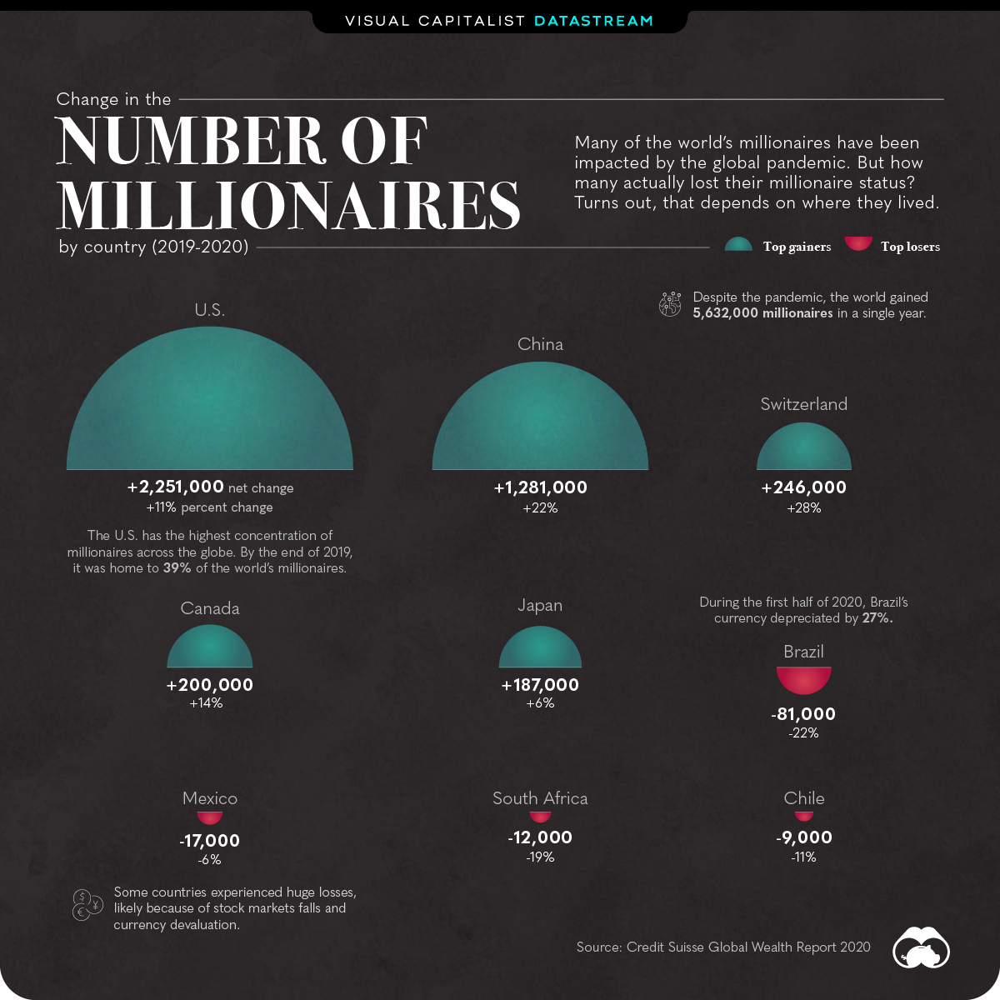 VISUAL CAPITALIST DATASTREAM
Change in the
NUMBER OF
MILLIONAIRES
by country (2019-2020)
Many of the world's millionaires have been
impacted by the global pandemic. But how
many actually lost their millionaire status?
Turns out, that depends on where they lived.
Top gainers Top losers
Despite the pandemic, the world gained
5,632,000 millionaires in a single year.
U.S.
+2,251,000 net change
+11% percent change
The U.S. has the highest concentration of
millionaires across the globe. By the end of 2019,
it was home to 39% of the world's millionaires.
China
+1,281,000
+22%
Switzerland
+246,000
+28%
Canada
+200,000
+14%
Japan
+187,000
+6%
During the first half of 2020, Brazil's
currency depreciated by 27%.
Brazil
-81,000
-22%
Mexico
-17,000
-6%
South Africa
-12,000
-19%
Chile
-9,000
-11%
$
¥
€
Some countries experienced huge losses,
likely because of stock markets falls and
currency devaluation.
Source: Credit Suisse Global Wealth Report 2020